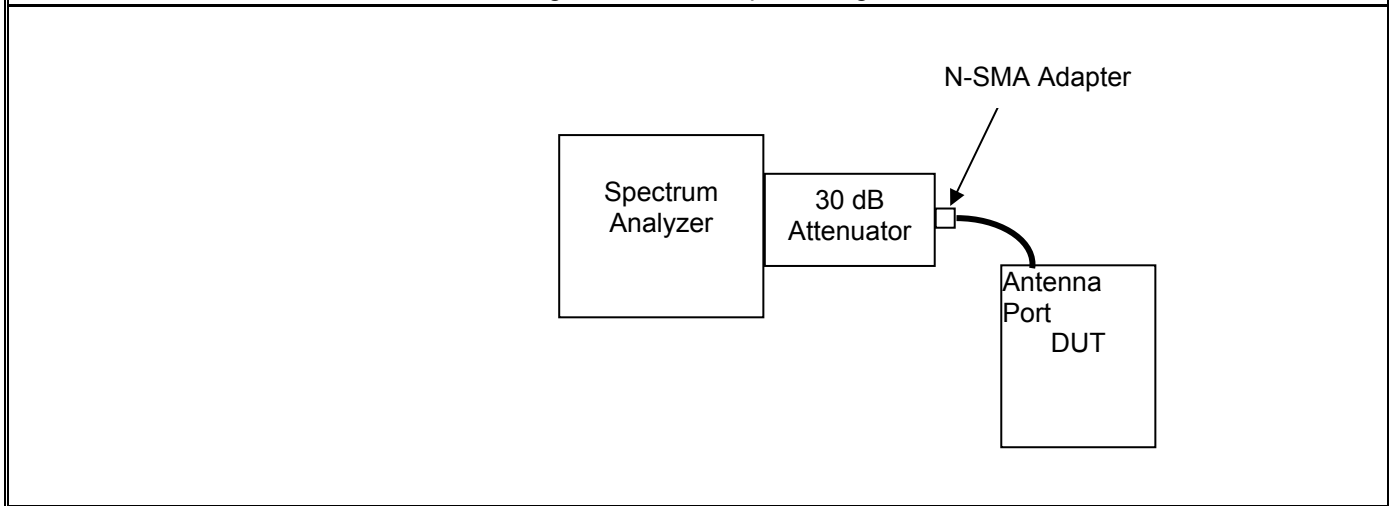 N-SMA Adapter
Spectrum
Analyzer
30 dB
Attenuator
Antenna
Port
DUT